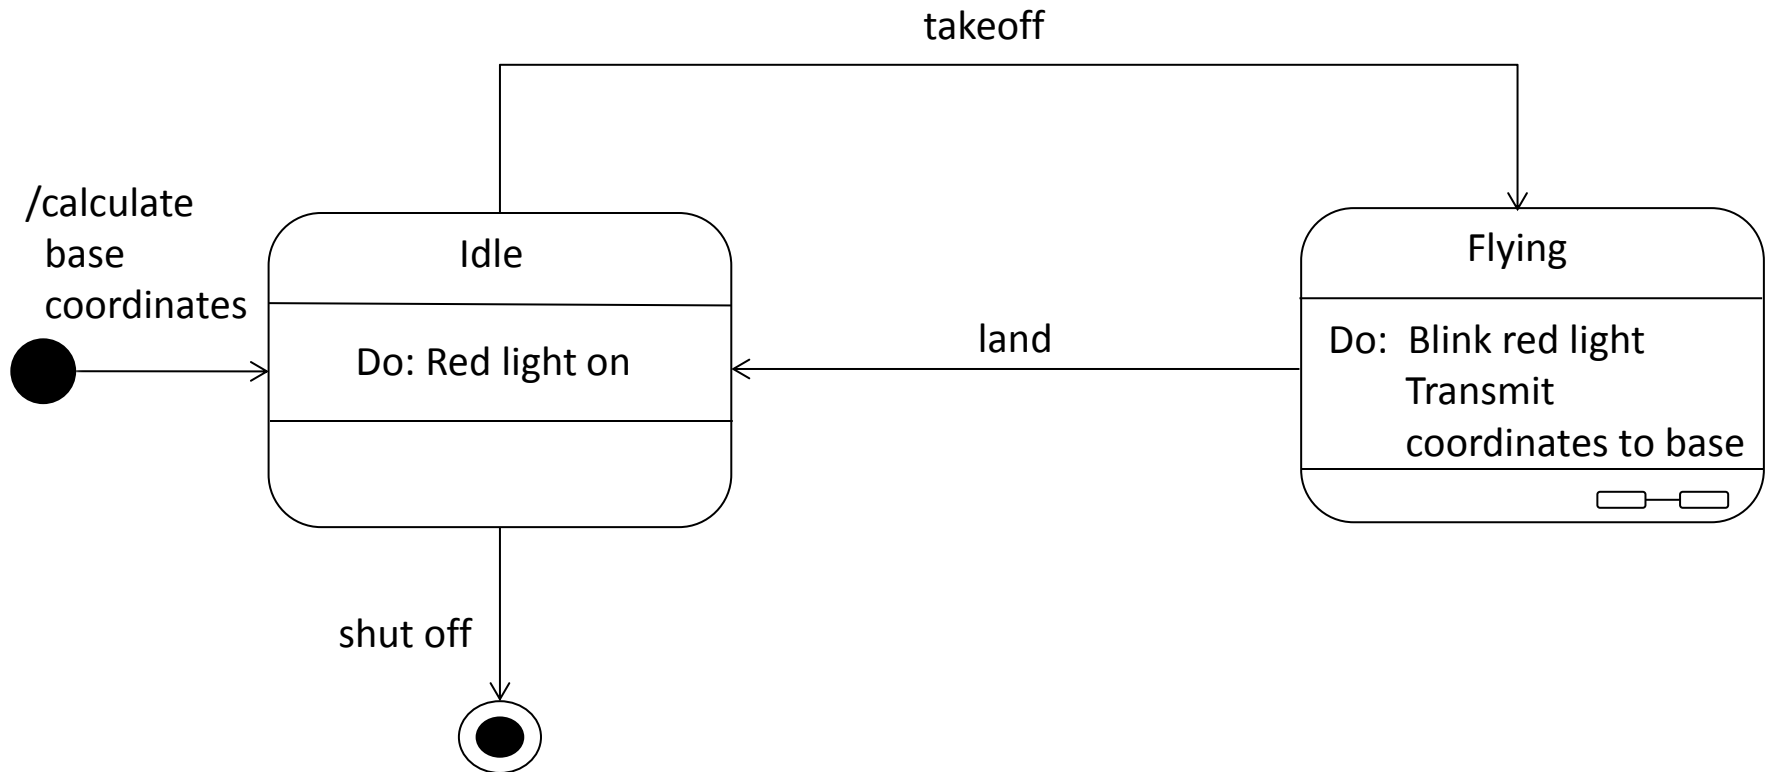 takeoff
/calculate
base
coordinates
Idle
Do: Red light on
land
Flying
Do: Blink red light
Transmit
coordinates to base
shut off